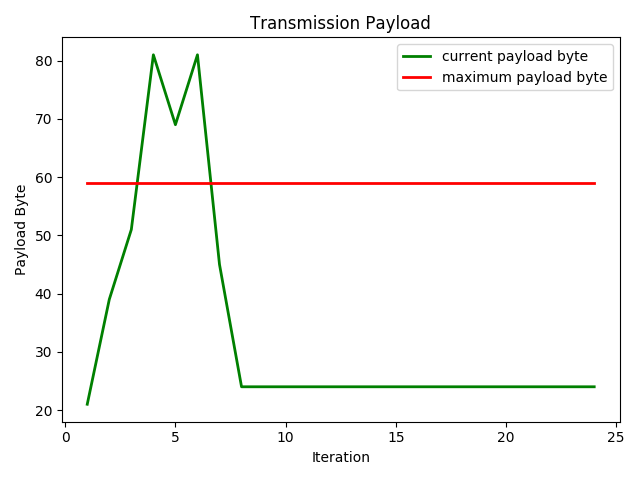 Transmission Payload
current payload byte
maximum payload byte
Payload Byte
80
70
60
50
40
30
20
0 5 10 15 20 25
Iteration